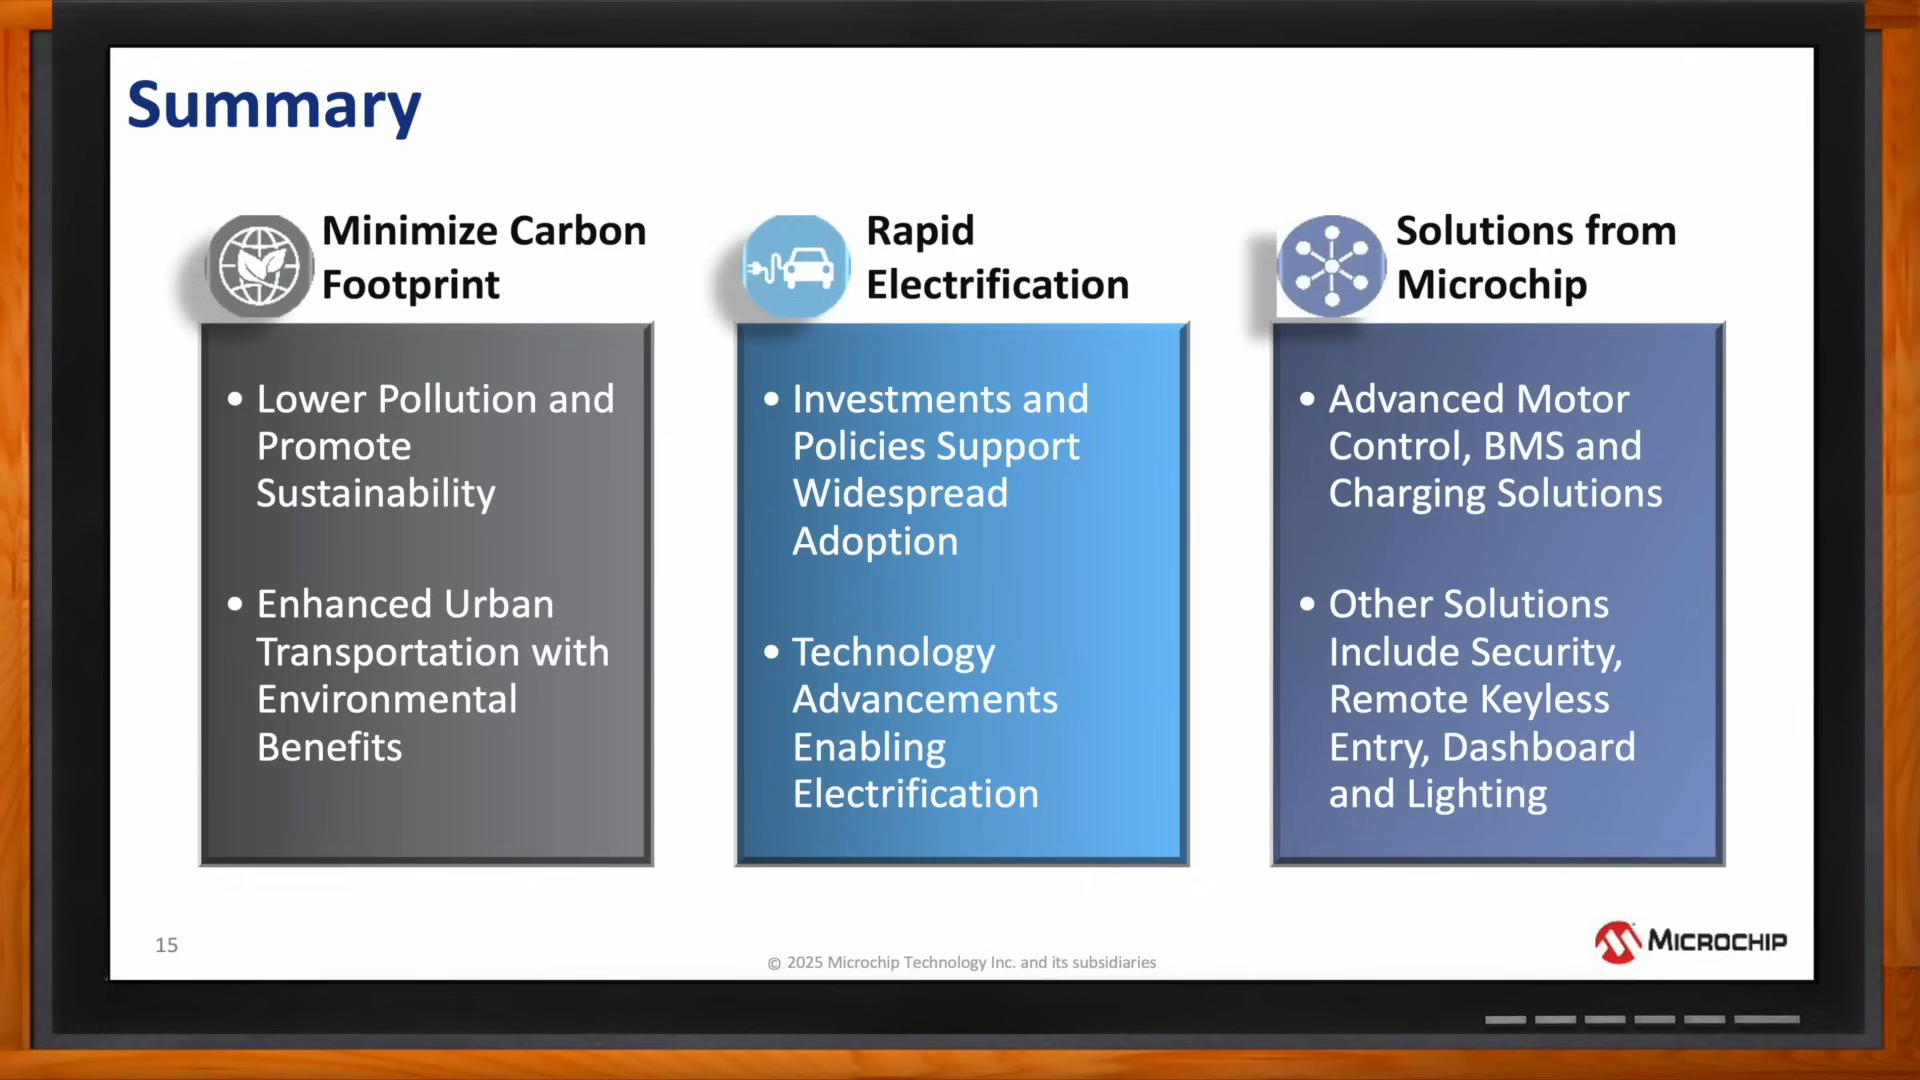 Summary
Minimize Carbon
Footprint
• Lower Pollution and
Promote
Sustainability
• Enhanced Urban
Transportation with
Environmental
Benefits
Rapid
Electrification
• Investments and
Policies Support
Widespread
Adoption
• Technology
Advancements
Enabling
Electrification
Solutions from
Microchip
• Advanced Motor
Control, BMS and
Charging Solutions
• Other Solutions
Include Security,
Remote Keyless
Entry, Dashboard
and Lighting
15
© 2025 Microchip Technology Inc. and its subsidiaries
MICROCHIP